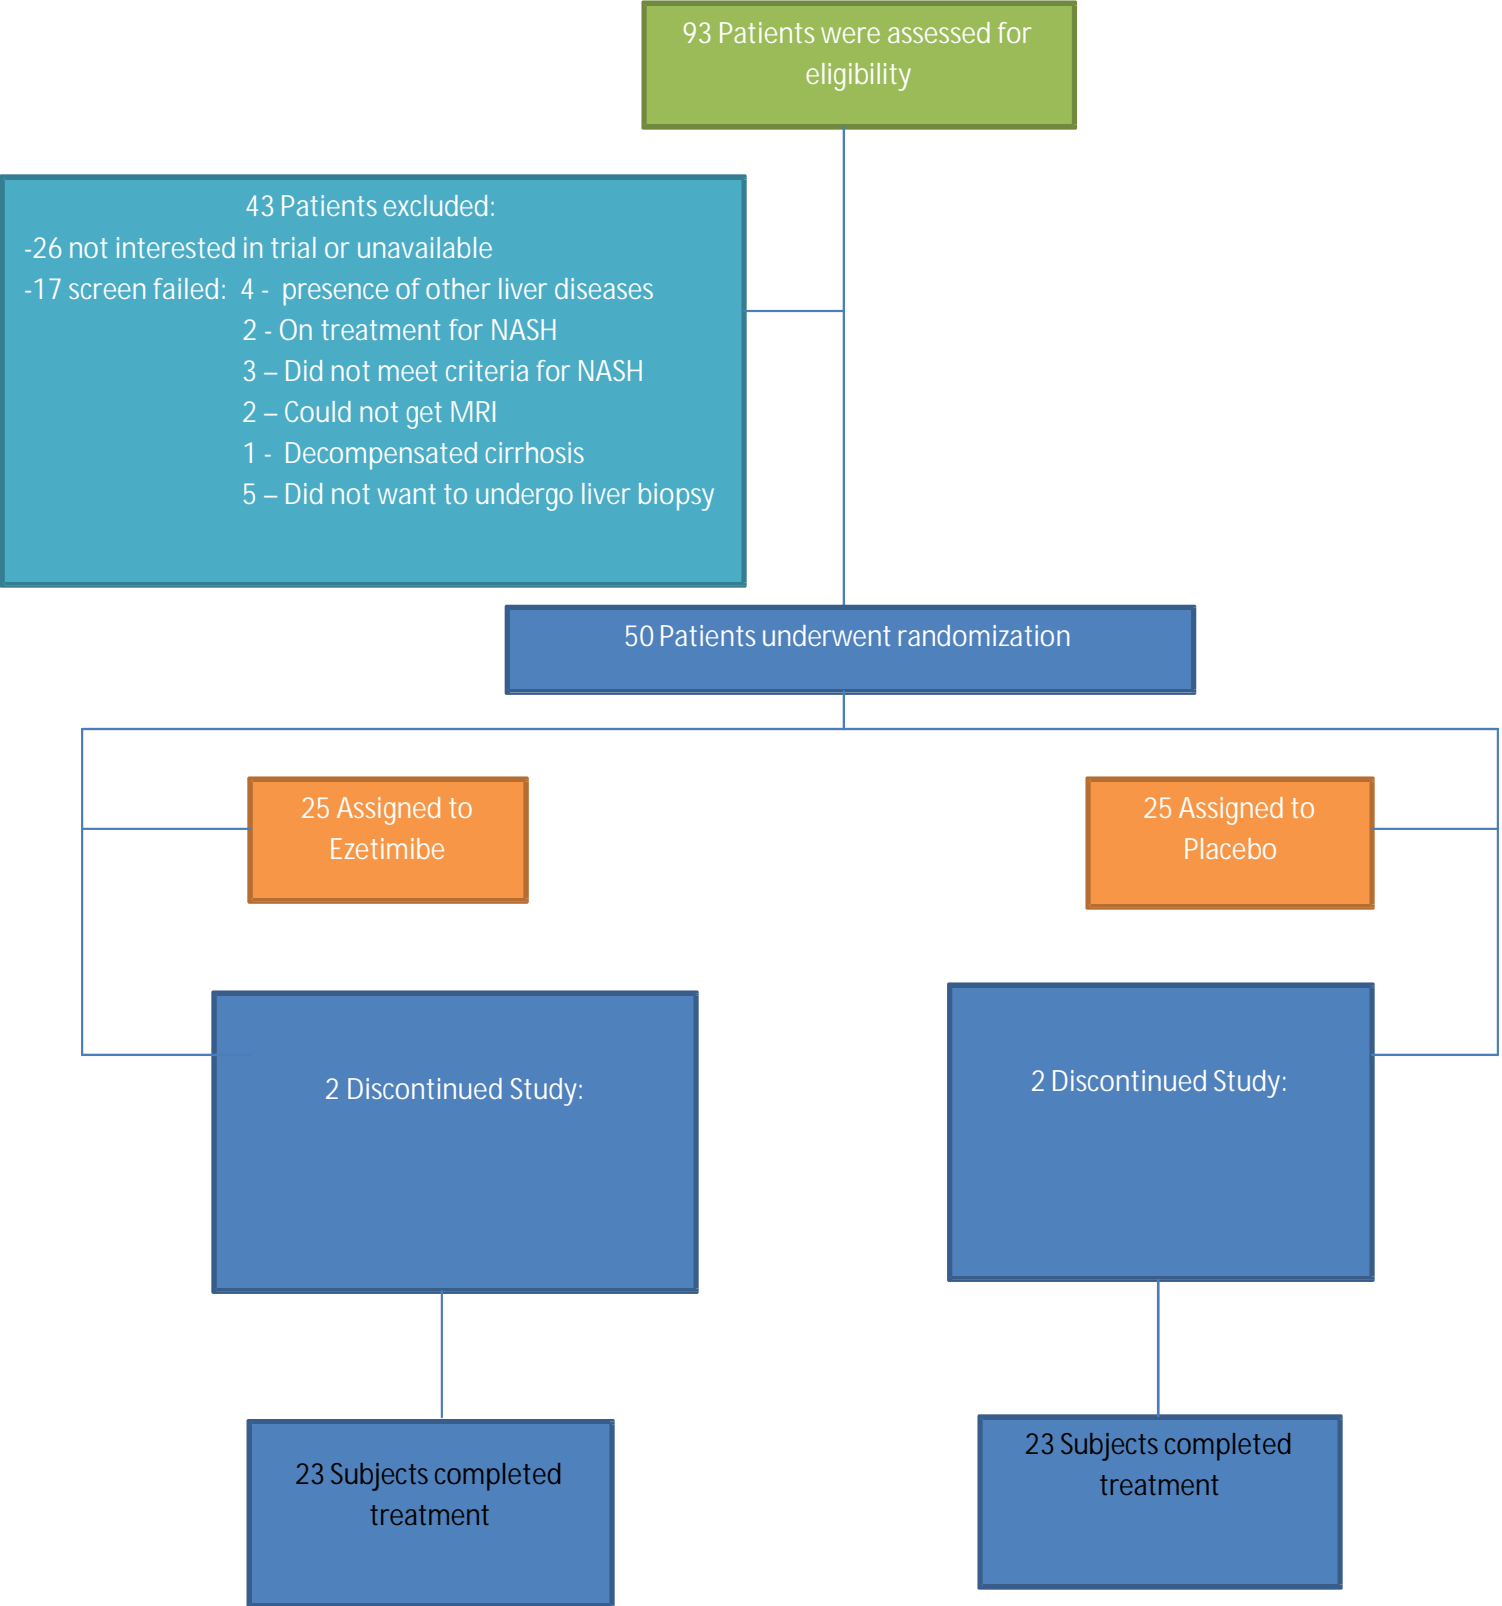 93 Patients were assessed for
eligibility
43 Patients excluded:
-26 not interested in trial or unavailable
-17 screen failed:  4 -  presence of other liver diseases
2 - On treatment for NASH
3 – Did not meet criteria for NASH
2 – Could not get MRI
1 -  Decompensated cirrhosis
5 – Did not want to undergo liver biopsy
50 Patients underwent randomization
25 Assigned to
Ezetimibe
25 Assigned to
Placebo
2 Discontinued Study:
2 Discontinued Study:
23 Subjects completed
treatment
23 Subjects completed
treatment